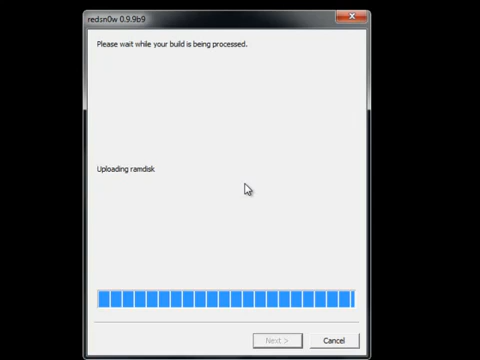 redsn0w 0.9.9b9
Please wait while your build is being processed.
Uploading ramdisk
Next >
Cancel